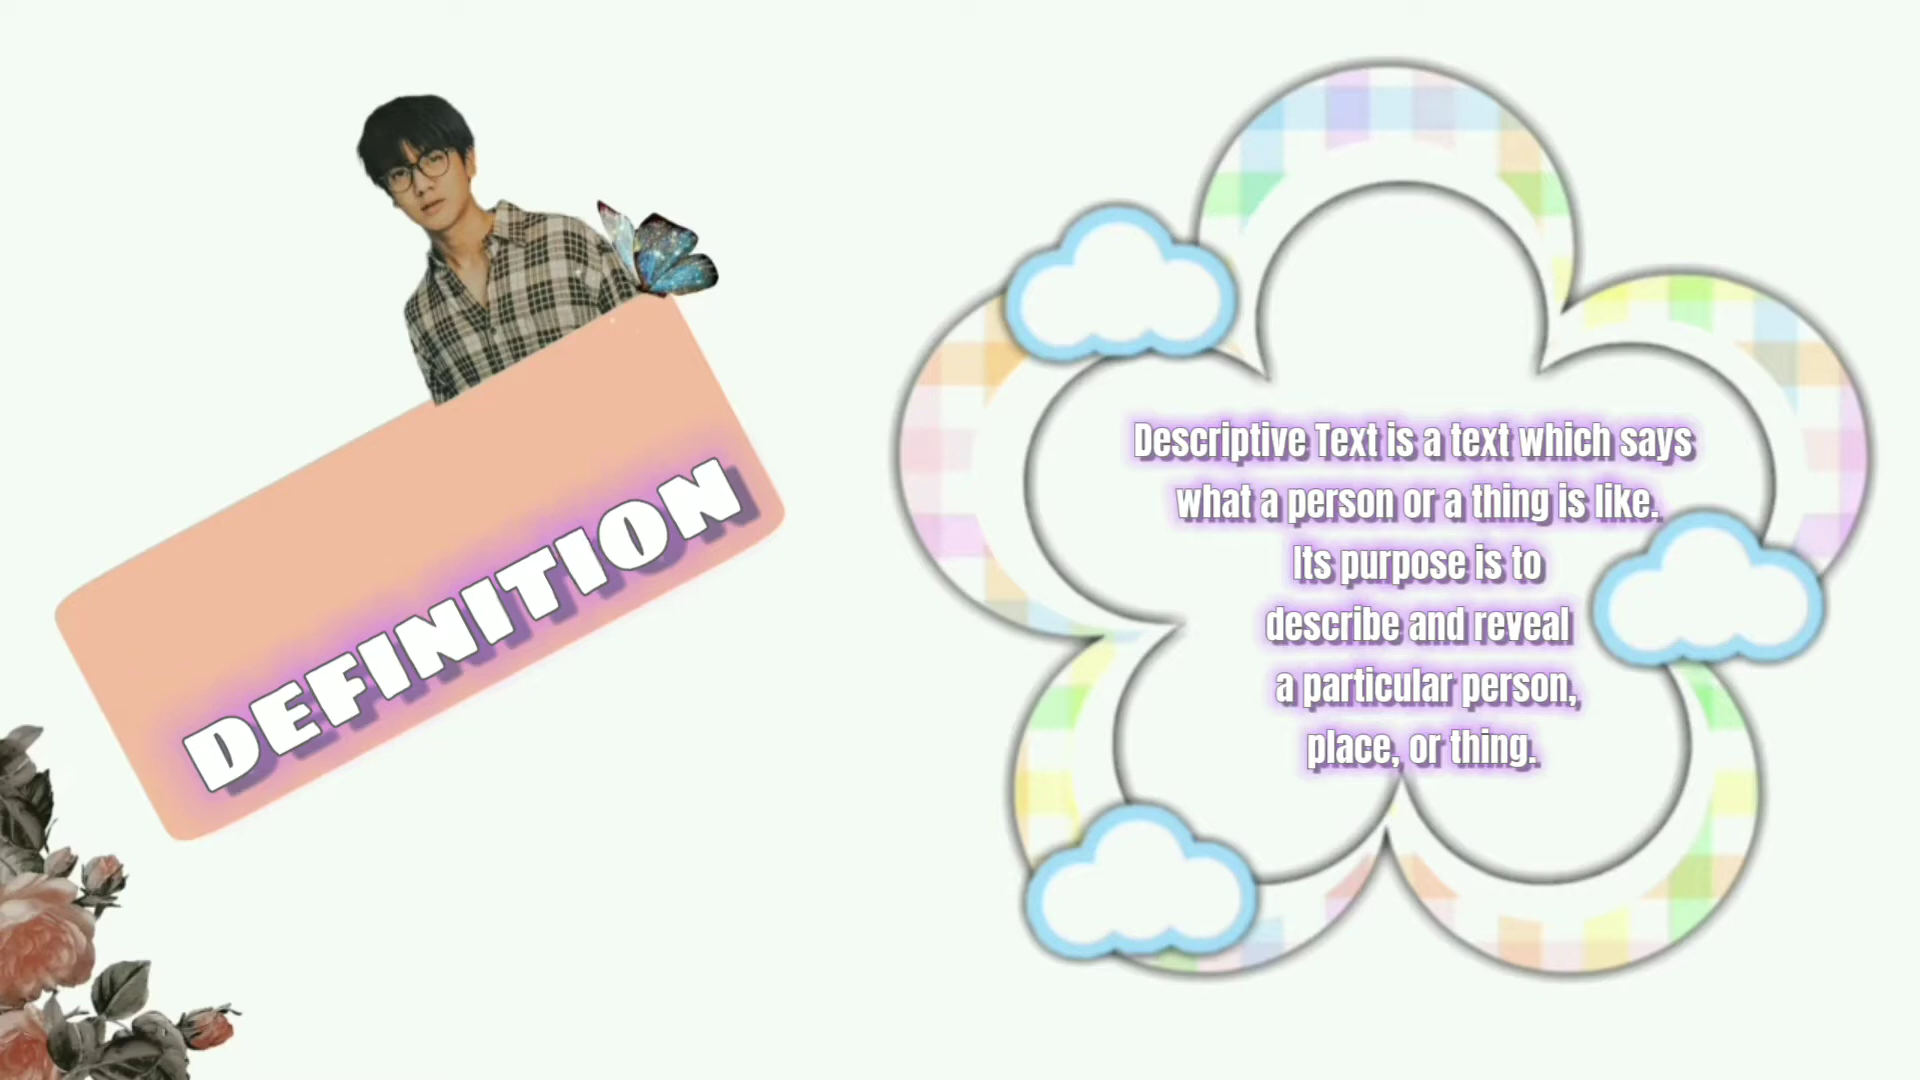 DEFINITION
Descriptive Text is a text which says
what a person or a thing is like.
Its purpose is to
describe and reveal
a particular person,
place, or thing.